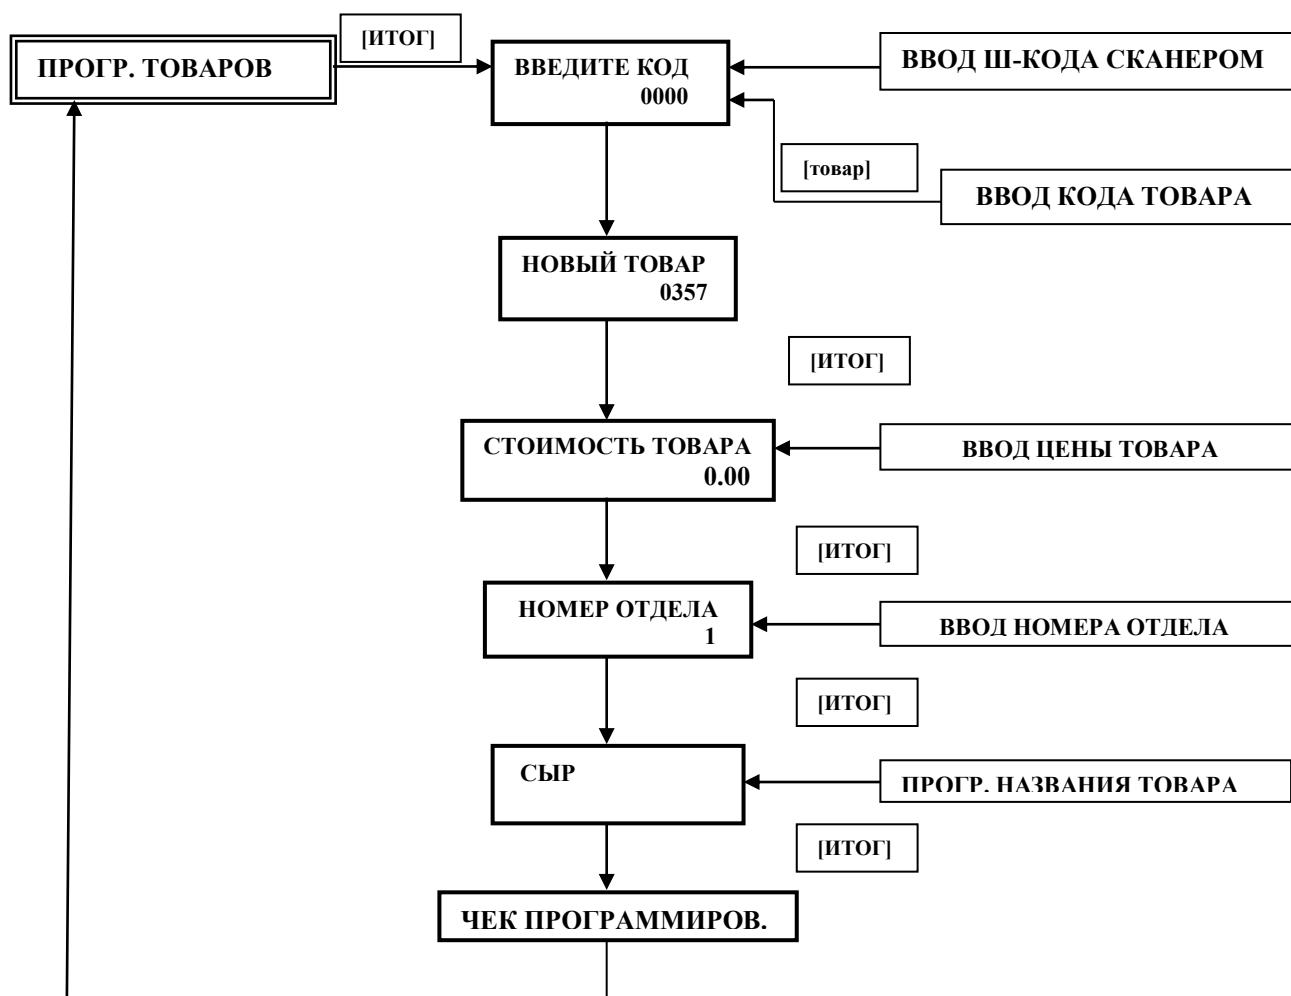 [ИТОГ]
ПРОГР. ТОВАРОВ
ВВЕДИТЕ КОД
0000
ВВОД Ш-КОДА СКАНЕРОМ
[товар]
ВВОД КОДА ТОВАРА
НОВЫЙ ТОВАР
0357
[ИТОГ]
СТОИМОСТЬ ТОВАРА
0.00
ВВОД ЦЕНЫ ТОВАРА
[ИТОГ]
НОМЕР ОТДЕЛА
1
ВВОД НОМЕРА ОТДЕЛА
[ИТОГ]
СЫР
ПРОГР. НАЗВАНИЯ ТОВАРА
[ИТОГ]
ЧЕК ПРОГРАММИРОВ.